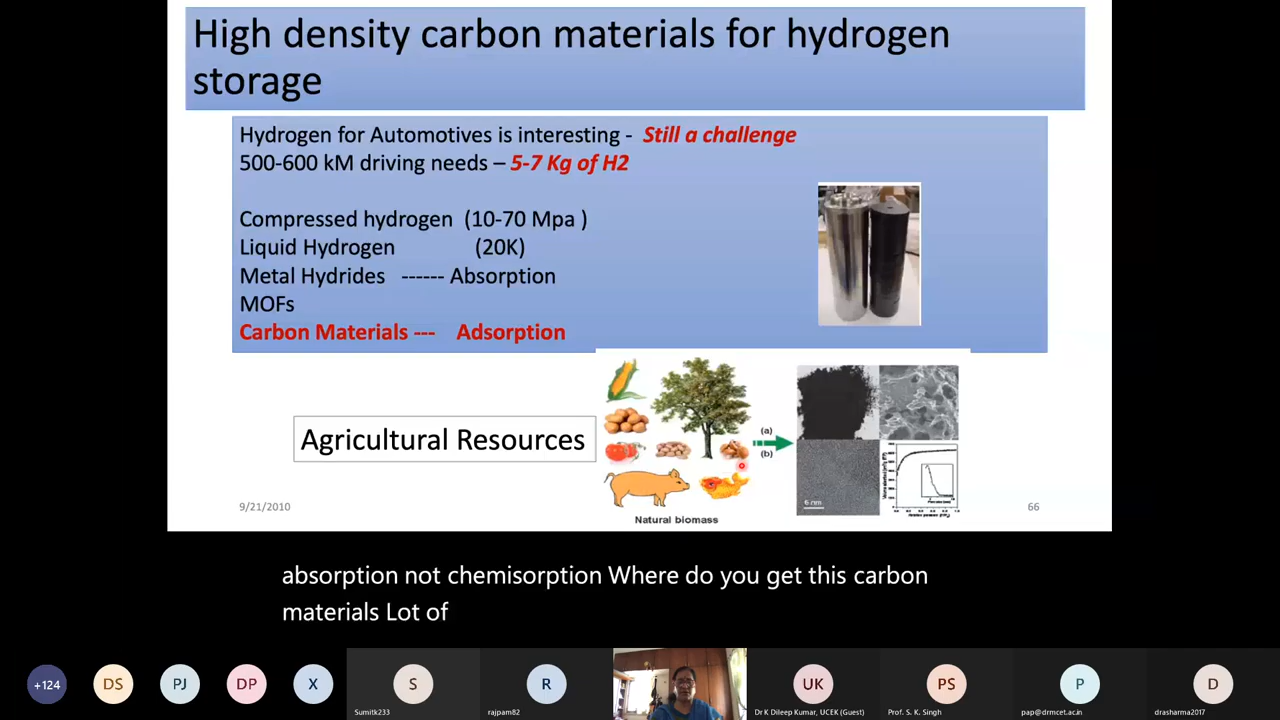 High density carbon materials for hydrogen
storage
Hydrogen for Automotives is interesting - Still a challenge
500-600 kM driving needs – 5-7 Kg of H2
Compressed hydrogen (10-70 Mpa )
Liquid Hydrogen (20K)
Metal Hydrides ------ Absorption
MOFs
Carbon Materials --- Adsorption
Agricultural Resources
(a)
(b)
6 nm
Natural biomass
9/21/2010
66
absorption not chemisorption Where do you get this carbon
materials Lot of
+124
DS
PJ
DP
X
S
R
UK
PS
P
D
Sumitk233
rajpam82
Dr K Dileep Kumar, UCEK (Guest)
Prof. S. K. Singh
pap@drmcet.ac.in
drasharma2017